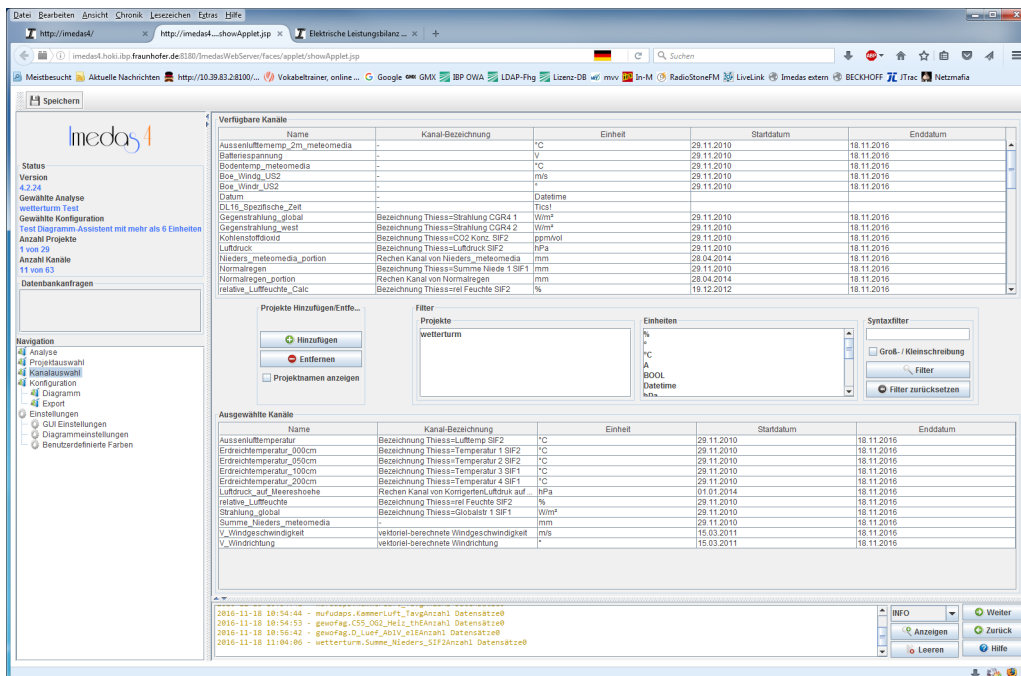 Datei Bearbeiten Ansicht Chronik Lesezeichen Extras Hilfe
http://imedas4/ × http://imedas4....showApplet.jsp × Elektrische Leistungsbilanz ... × +
imedas4.hoki.ibp.fraunhofer.de:8180/ImedasWebServer/faces/applet/showApplet.jsp Suchen ABP
Meistbesucht Aktuelle Nachrichten http://10.39.83.2:8100/... Vokabeltrainer, online ... Google GMX GMX IBP OWA LDAP-Fhg Lizenz-DB mvv In-M RadioStoneFM LiveLink Imedas extern BECKHOFF JTrac Netzmafia
Speichern
Imedas 4
Status
Version
4.2.24
Gewählte Analyse
wetterturm Test
Gewählte Konfiguration
Test Diagramm-Assistent mit mehr als 6 Einheiten
Anzahl Projekte
1 von 29
Anzahl Kanäle
11 von 63
Datenbankanfragen
Navigation
Analyse
Projektauswahl
Kanalauswahl
Konfiguration
Diagramm
Export
Einstellungen
GUI Einstellungen
Diagrammeinstellungen
Benutzerdefinierte Farben
Verfügbare Kanäle
Name Kanal-Bezeichnung Einheit Startdatum Enddatum
Aussenlufttememp_2m_meteomedia - °C 29.11.2010 18.11.2016
Batteriespannung - V 29.11.2010 18.11.2016
Bodentemp_meteomedia - °C 29.11.2010 18.11.2016
Boe_Windg_US2 - m/s 29.11.2010 18.11.2016
Boe_Windr_US2 - ° 29.11.2010 18.11.2016
Datum - Datetime
DL16_Spezifische_Zeit - Tics!
Gegenstrahlung_global Bezeichnung Thiess=Strahlung CGR4 1 W/m² 29.11.2010 18.11.2016
Gegenstrahlung_west Bezeichnung Thiess=Strahlung CGR4 2 W/m² 29.11.2010 18.11.2016
Kohlenstoffdioxid Bezeichnung Thiess=CO2 Konz. SIF2 ppm/vol 29.11.2010 18.11.2016
Luftdruck Bezeichnung Thiess=Luftdruck SIF2 hPa 29.11.2010 18.11.2016
Nieders_meteomedia_portion Rechen Kanal von Nieders_meteomedia mm 28.04.2014 18.11.2016
Normalregen Bezeichnung Thiess=Summe Niede 1 SIF1 mm 29.11.2010 18.11.2016
Normalregen_portion Rechen Kanal von Normalregen mm 28.04.2014 18.11.2016
relative_Luftfeuchte_Calc Bezeichnung Thiess=rel Feuchte SIF2 % 19.12.2012 18.11.2016
Projekte Hinzufügen/Entfe...
Hinzufügen
Entfernen
Projektnamen anzeigen
Filter
Projekte
wetterturm
Einheiten
%
°
°C
A
BOOL
Datetime
hPa
Syntaxfilter
Groß- / Kleinschreibung
Filter
Filter zurücksetzen
Ausgewählte Kanäle
Name Kanal-Bezeichnung Einheit Startdatum Enddatum
Aussenlufttemperatur Bezeichnung Thiess=Lufttemp SIF2 °C 29.11.2010 18.11.2016
Erdreichtemperatur_000cm Bezeichnung Thiess=Temperatur 1 SIF2 °C 29.11.2010 18.11.2016
Erdreichtemperatur_050cm Bezeichnung Thiess=Temperatur 2 SIF2 °C 29.11.2010 18.11.2016
Erdreichtemperatur_100cm Bezeichnung Thiess=Temperatur 3 SIF1 °C 29.11.2010 18.11.2016
Erdreichtemperatur_200cm Bezeichnung Thiess=Temperatur 4 SIF1 °C 29.11.2010 18.11.2016
Luftdruck_auf_Meereshoehe Rechen Kanal von KorrigertenLuftdruk auf ... hPa 01.01.2014 18.11.2016
relative_Luftfeuchte Bezeichnung Thiess=rel Feuchte SIF2 % 29.11.2010 18.11.2016
Strahlung_global Bezeichnung Thiess=Globalstr 1 SIF1 W/m² 29.11.2010 18.11.2016
Summe_Nieders_meteomedia - mm 29.11.2010 18.11.2016
V_Windgeschwindigkeit vektoriel-berechnete Windgeschwindigkeit m/s 15.03.2011 18.11.2016
V_Windrichtung vektoriel-berechnete Windrichtung ° 15.03.2011 18.11.2016
2016-11-18 10:54:44 - mufudaps.KammerLuft_TavgAnzahl Datensätze0
2016-11-18 10:54:53 - gewofag.C55_OG2_Heiz_thEAnzahl Datensätze0
2016-11-18 10:56:42 - gewofag.D_Luef_AblV_elEAnzahl Datensätze0
2016-11-18 11:04:06 - wetterturm.Summe_Nieders_SIF2Anzahl Datensätze0
INFO
Anzeigen
Leeren
Weiter
Zurück
Hilfe